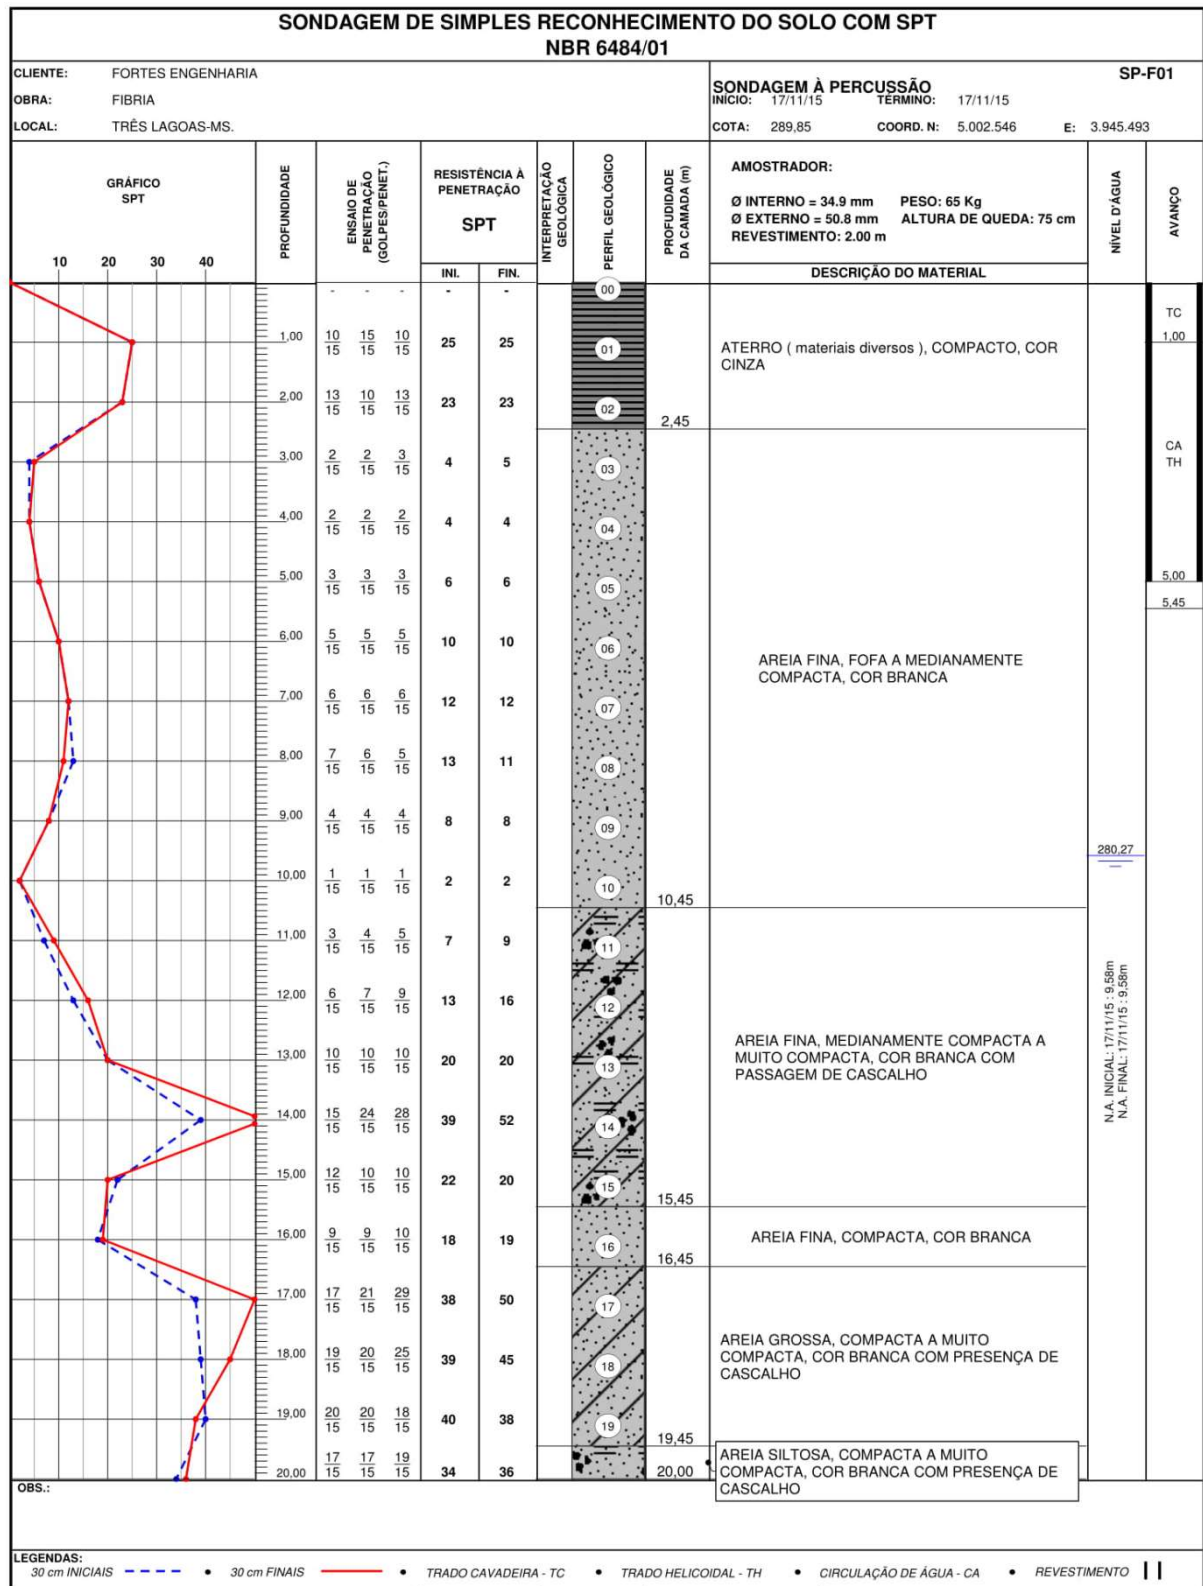 SONDAGEM DE SIMPLES RECONHECIMENTO DO SOLO COM SPT
NBR 6484/01
CLIENTE: FORTES ENGENHARIA
OBRA: FIBRIA
LOCAL: TRÊS LAGOAS-MS.
SP-F01
SONDAGEM À PERCUSSÃO
INÍCIO: 17/11/15 TÉRMINO: 17/11/15
COTA: 289,85 COORD. N: 5.002.546 E: 3.945.493
GRÁFICO
SPT
10 20 30 40
PROFUNDIDADE
ENSAIO DE
PENETRAÇÃO
(GOLPES/PENET.)
RESISTÊNCIA À
PENETRAÇÃO
SPT
INI. FIN.
INTERPRETAÇÃO
GEOLÓGICA
PERFIL GEOLÓGICO
PROFUDIDADE
DA CAMADA (m)
AMOSTRADOR:
Ø INTERNO = 34.9 mm PESO: 65 Kg
Ø EXTERNO = 50.8 mm ALTURA DE QUEDA: 75 cm
REVESTIMENTO: 2.00 m
DESCRIÇÃO DO MATERIAL
NÍVEL D'ÁGUA
AVANÇO
- - - - - 00
1,00 10/15 15/15 10/15 25 25 01
2,00 13/15 10/15 13/15 23 23 02
3,00 2/15 2/15 3/15 4 5 03
4,00 2/15 2/15 2/15 4 4 04
5,00 3/15 3/15 3/15 6 6 05
6,00 5/15 5/15 5/15 10 10 06
7,00 6/15 6/15 6/15 12 12 07
8,00 7/15 6/15 5/15 13 11 08
9,00 4/15 4/15 4/15 8 8 09
10,00 1/15 1/15 1/15 2 2 10
11,00 3/15 4/15 5/15 7 9 11
12,00 6/15 7/15 9/15 13 16 12
13,00 10/15 10/15 10/15 20 20 13
14,00 15/15 24/15 28/15 39 52 14
15,00 12/15 10/15 10/15 22 20 15
16,00 9/15 9/15 10/15 18 19 16
17,00 17/15 21/15 29/15 38 50 17
18,00 19/15 20/15 25/15 39 45 18
19,00 20/15 20/15 18/15 40 38 19
20,00 17/15 17/15 19/15 34 36
2,45
10,45
15,45
16,45
19,45
20,00
ATERRO ( materiais diversos ), COMPACTO, COR
CINZA
AREIA FINA, FOFA A MEDIANAMENTE
COMPACTA, COR BRANCA
AREIA FINA, MEDIANAMENTE COMPACTA A
MUITO COMPACTA, COR BRANCA COM
PASSAGEM DE CASCALHO
AREIA FINA, COMPACTA, COR BRANCA
AREIA GROSSA, COMPACTA A MUITO
COMPACTA, COR BRANCA COM PRESENÇA DE
CASCALHO
AREIA SILTOSA, COMPACTA A MUITO
COMPACTA, COR BRANCA COM PRESENÇA DE
CASCALHO
280,27
N.A. INICIAL: 17/11/15 : 9,58m
N.A. FINAL: 17/11/15 : 9,58m
TC
1,00
CA
TH
5,00
5,45
OBS.:
LEGENDAS:
30 cm INICIAIS • 30 cm FINAIS • TRADO CAVADEIRA - TC • TRADO HELICOIDAL - TH • CIRCULAÇÃO DE ÁGUA - CA • REVESTIMENTO